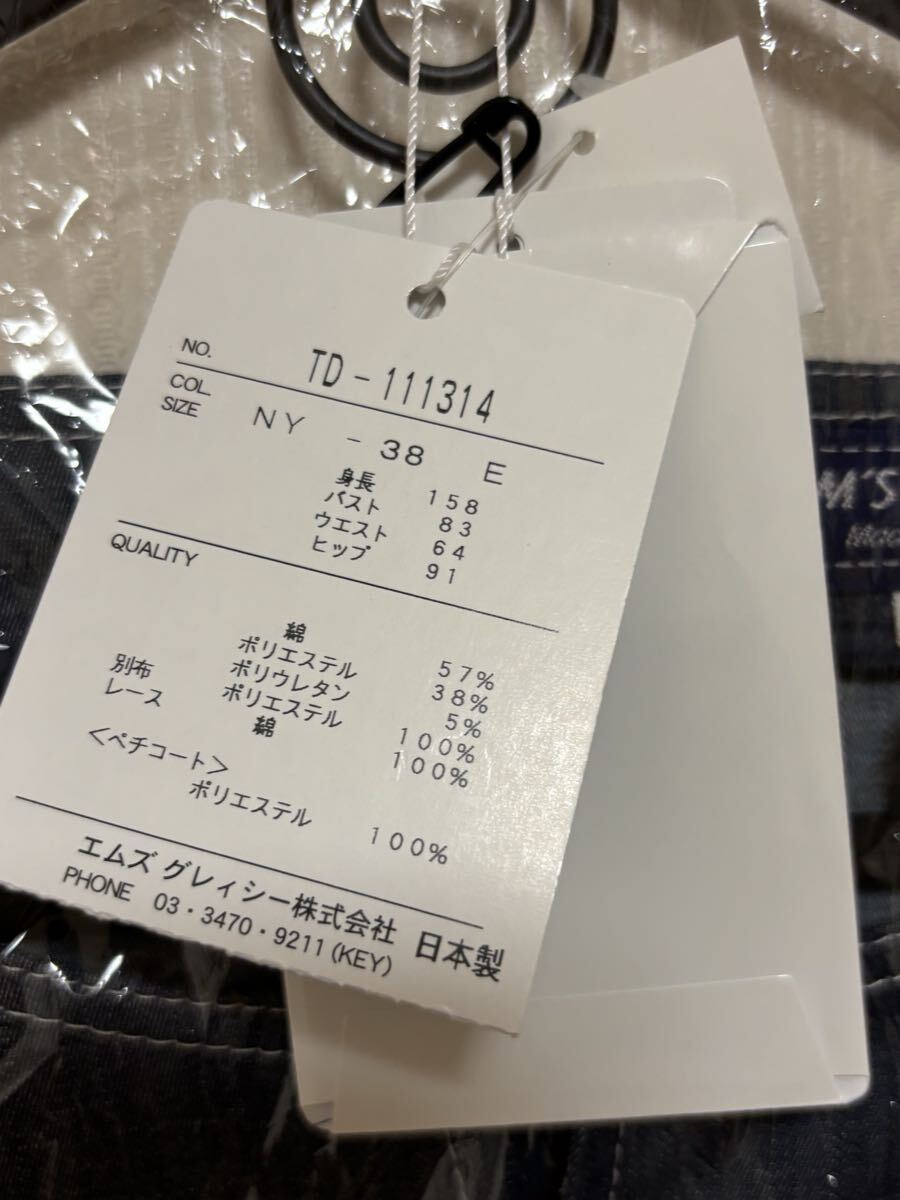 NO. TD-111314
COL. NY - 38 E
SIZE
身長 158
バスト 83
ウエスト 64
ヒップ 91
QUALITY
綿 57%
ポリエステル 38%
ポリウレタン 5%
別布 ポリエステル 100%
レース 綿 100%
<ペチコート>
ポリエステル 100%
エムズ グレィシー株式会社 日本製
PHONE 03・3470・9211 (KEY)
M'S